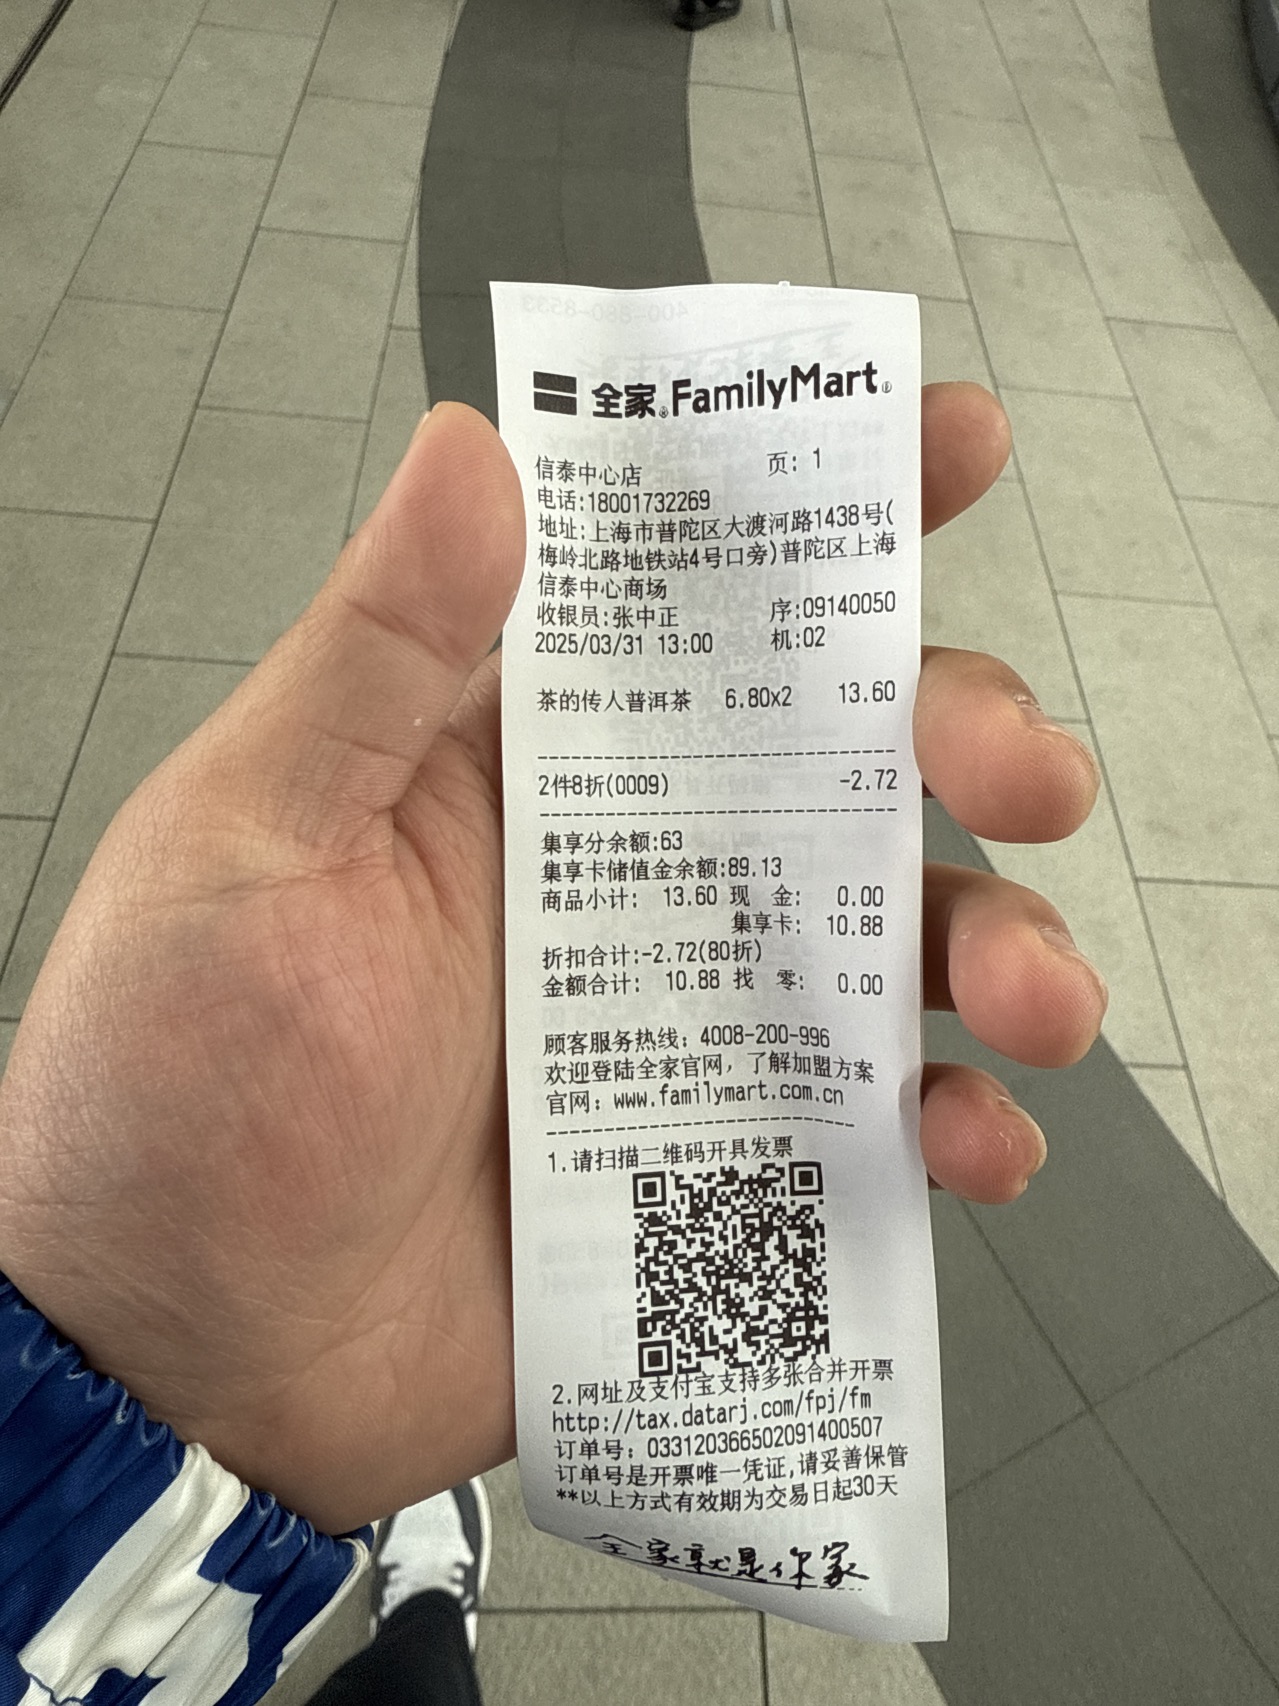 全家 FamilyMart
信泰中心店 页: 1
电话:18001732269
地址:上海市普陀区大渡河路1438号(
梅岭北路地铁站4号口旁)普陀区上海
信泰中心商场
收银员:张中正 序:09140050
2025/03/31 13:00 机:02
茶的传人普洱茶 6.80x2 13.60
2件8折(0009) -2.72
集享分余额:63
集享卡储值金余额:89.13
商品小计: 13.60 现 金: 0.00
集享卡: 10.88
折扣合计:-2.72(80折)
金额合计: 10.88 找 零: 0.00
顾客服务热线: 4008-200-996
欢迎登陆全家官网, 了解加盟方案
官网: www.familymart.com.cn
1.请扫描二维码开具发票
2.网址及支付宝支持多张合并开票
http://tax.datarj.com/fpj/fm
订单号: 033120366502091400507
订单号是开票唯一凭证,请妥善保管
**以上方式有效期为交易日起30天
全家就是你家